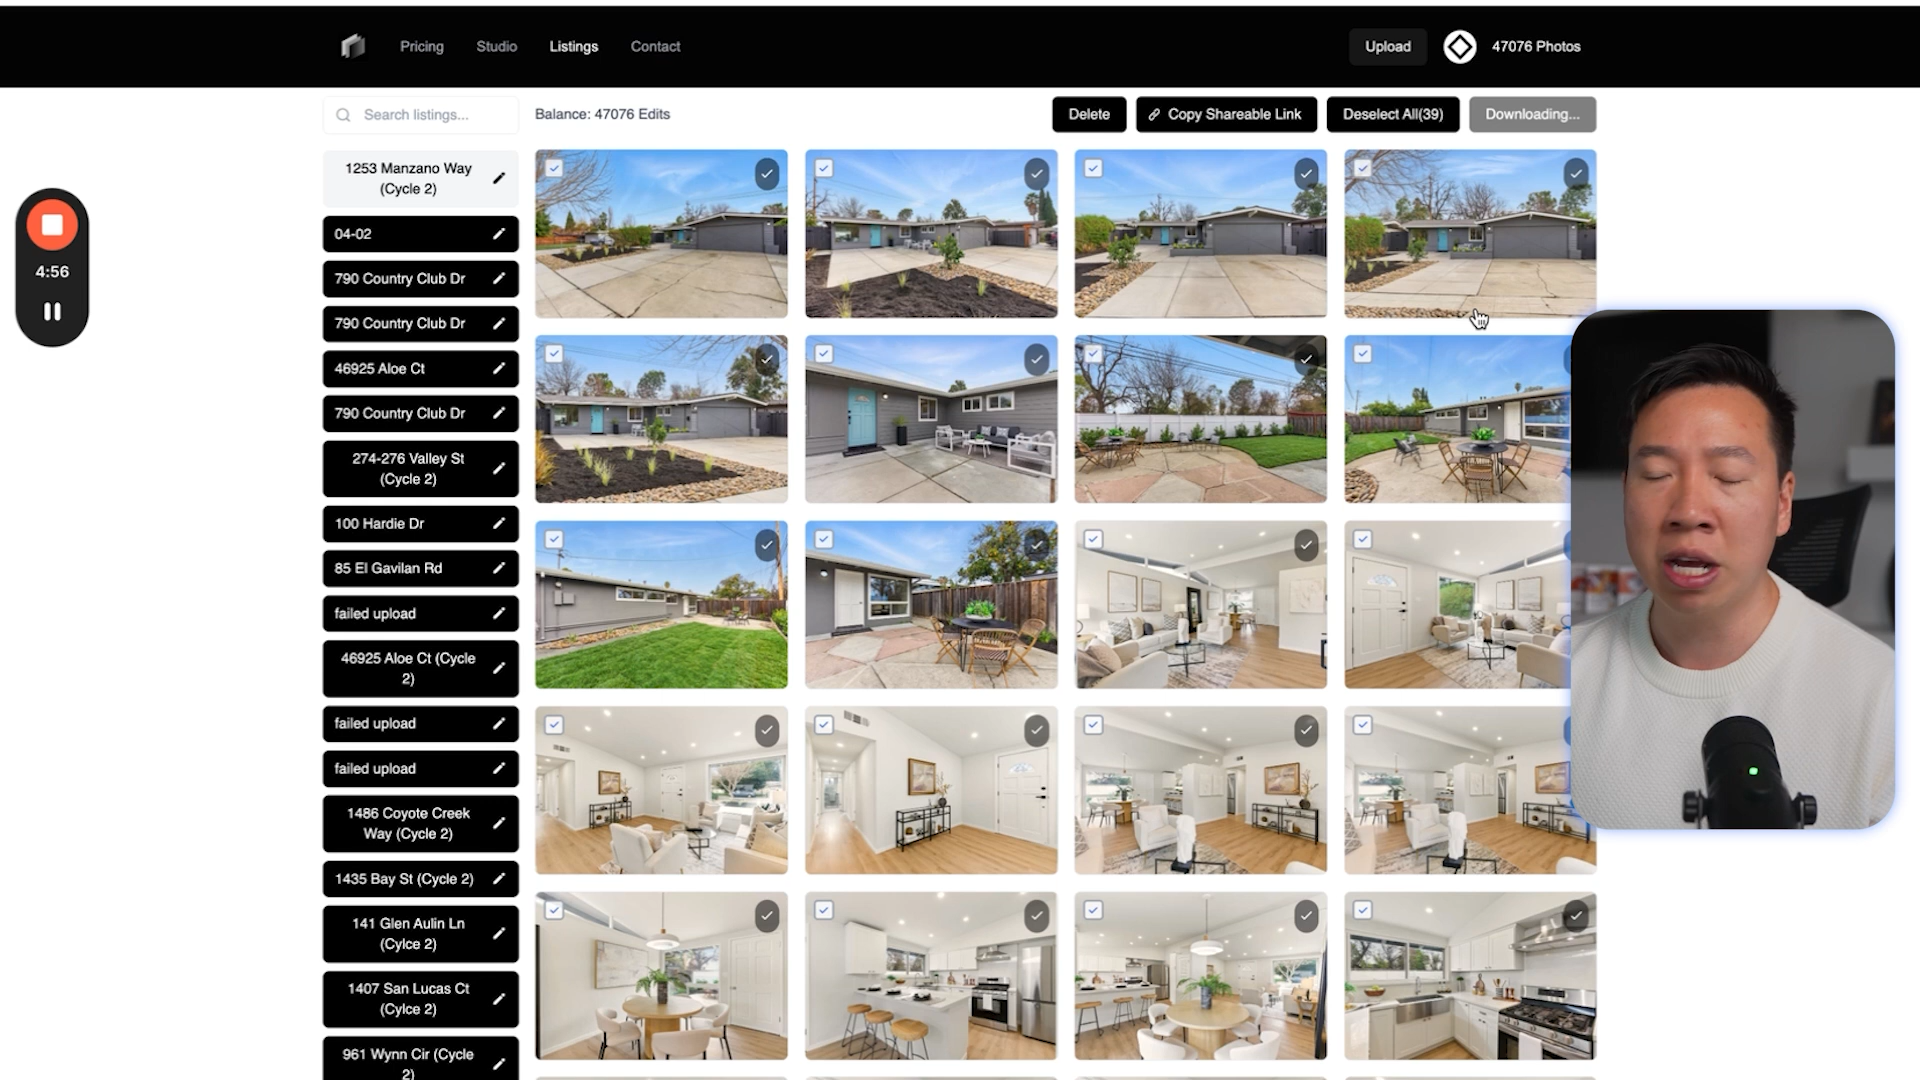 Pricing Studio Listings Contact Upload 47076 Photos
Search listings...
Balance: 47076 Edits
Delete Copy Shareable Link Deselect All(39) Downloading...
4:56
1253 Manzano Way
(Cycle 2)
04-02
790 Country Club Dr
790 Country Club Dr
46925 Aloe Ct
790 Country Club Dr
274-276 Valley St
(Cycle 2)
100 Hardie Dr
85 El Gavilan Rd
failed upload
46925 Aloe Ct (Cycle
2)
failed upload
failed upload
1486 Coyote Creek
Way (Cycle 2)
1435 Bay St (Cycle 2)
141 Glen Aulin Ln
(Cylce 2)
1407 San Lucas Ct
(Cylce 2)
961 Wynn Cir (Cycle
2)